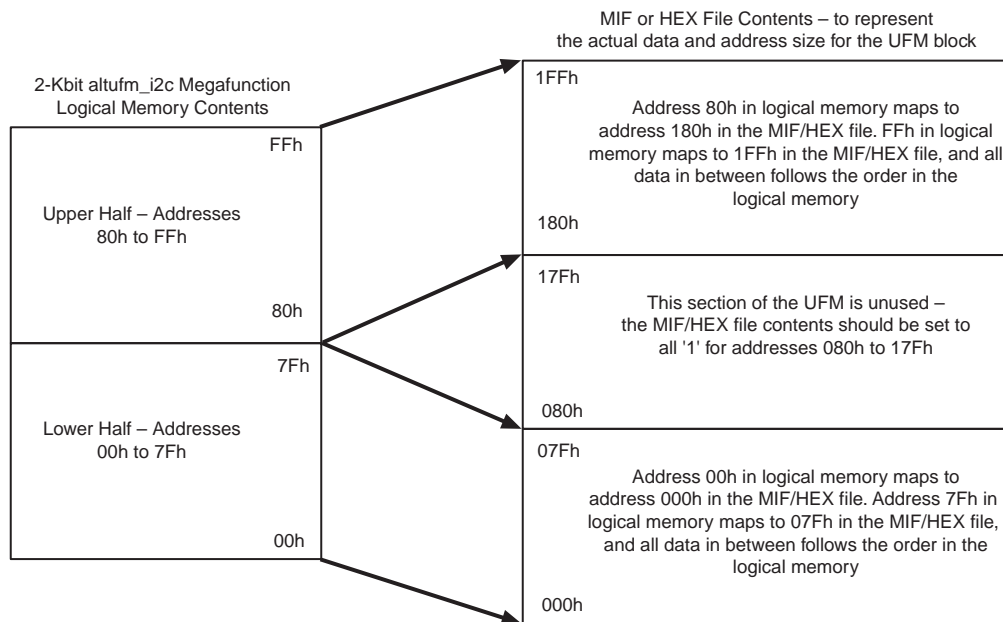 2-Kbit altufm_i2c Megafunction
Logical Memory Contents
FFh
Upper Half – Addresses
80h to FFh
80h
7Fh
Lower Half – Addresses
00h to 7Fh
00h
MIF or HEX File Contents – to represent
the actual data and address size for the UFM block
1FFh
Address 80h in logical memory maps to
address 180h in the MIF/HEX file. FFh in logical
memory maps to 1FFh in the MIF/HEX file, and all
data in between follows the order in the
logical memory
180h
17Fh
This section of the UFM is unused –
the MIF/HEX file contents should be set to
all '1' for addresses 080h to 17Fh
080h
07Fh
Address 00h in logical memory maps to
address 000h in the MIF/HEX file. Address 7Fh in
logical memory maps to 07Fh in the MIF/HEX file,
and all data in between follows the order in the
logical memory
000h